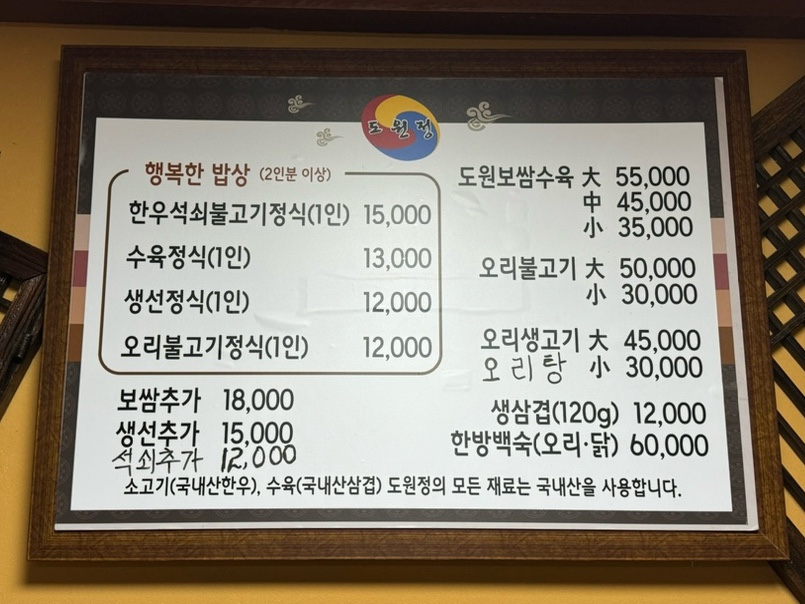 도원정
행복한 밥상 (2인분 이상)
한우석쇠불고기정식(1인) 15,000
수육정식(1인) 13,000
생선정식(1인) 12,000
오리불고기정식(1인) 12,000
보쌈추가 18,000
생선추가 15,000
석쇠추가 12,000
도원보쌈수육 大 55,000
中 45,000
小 35,000
오리불고기 大 50,000
小 30,000
오리생고기 大 45,000
오리탕 小 30,000
생삼겹(120g) 12,000
한방백숙(오리·닭) 60,000
소고기(국내산한우), 수육(국내산삼겹) 도원정의 모든 재료는 국내산을 사용합니다.